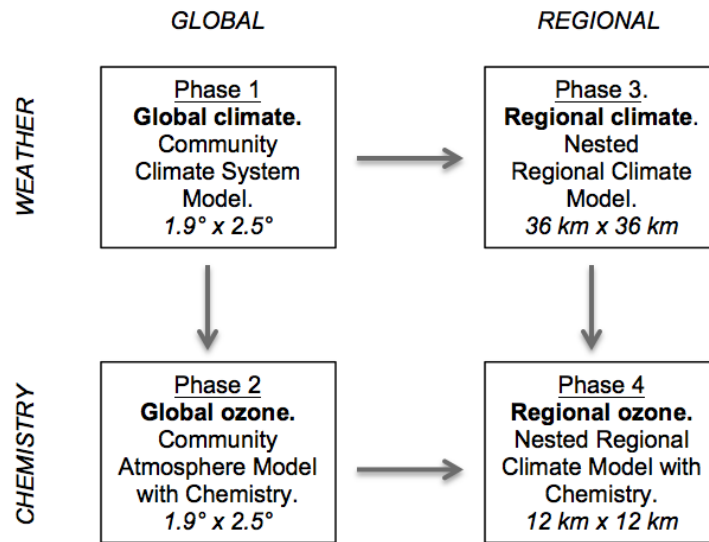 GLOBAL
REGIONAL
WEATHER
Phase 1
Global climate.
Community
Climate System
Model.
1.9° x 2.5°
Phase 3.
Regional climate.
Nested
Regional Climate
Model.
36 km x 36 km
CHEMISTRY
Phase 2
Global ozone.
Community
Atmosphere Model
with Chemistry.
1.9° x 2.5°
Phase 4
Regional ozone.
Nested Regional
Climate Model with
Chemistry.
12 km x 12 km